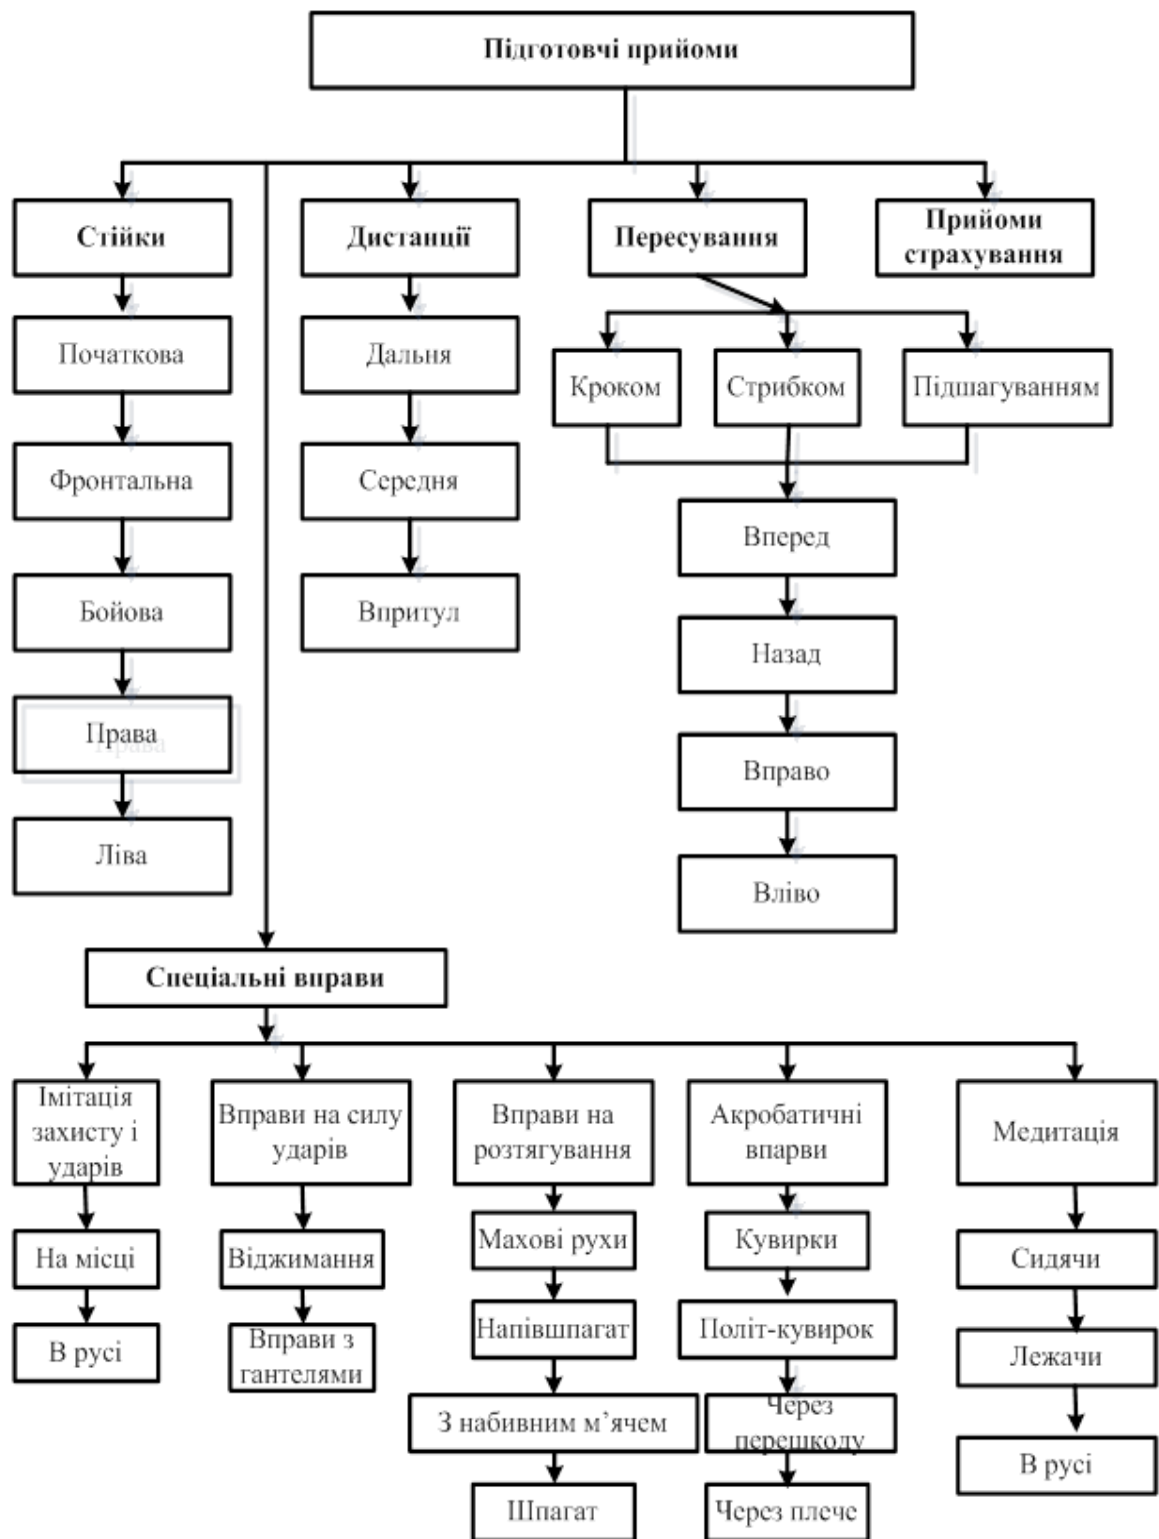 Підготовчі прийоми
Стійки
Дистанції
Пересування
Прийоми
страхування
Початкова
Дальня
Кроком
Стрибком
Підшагуванням
Фронтальна
Середня
Вперед
Бойова
Впритул
Назад
Права
Вправо
Ліва
Вліво
Спеціальні вправи
Імітація
захисту і
ударів
Вправи на силу
ударів
Вправи на
розтягування
Акробатичні
впарви
Медитація
На місці
Віджимання
Махові рухи
Кувирки
Сидячи
В русі
Вправи з
гантелями
Напівшпагат
Політ-кувирок
Лежачи
З набивним м’ячем
Через
перешкоду
В русі
Шпагат
Через плече